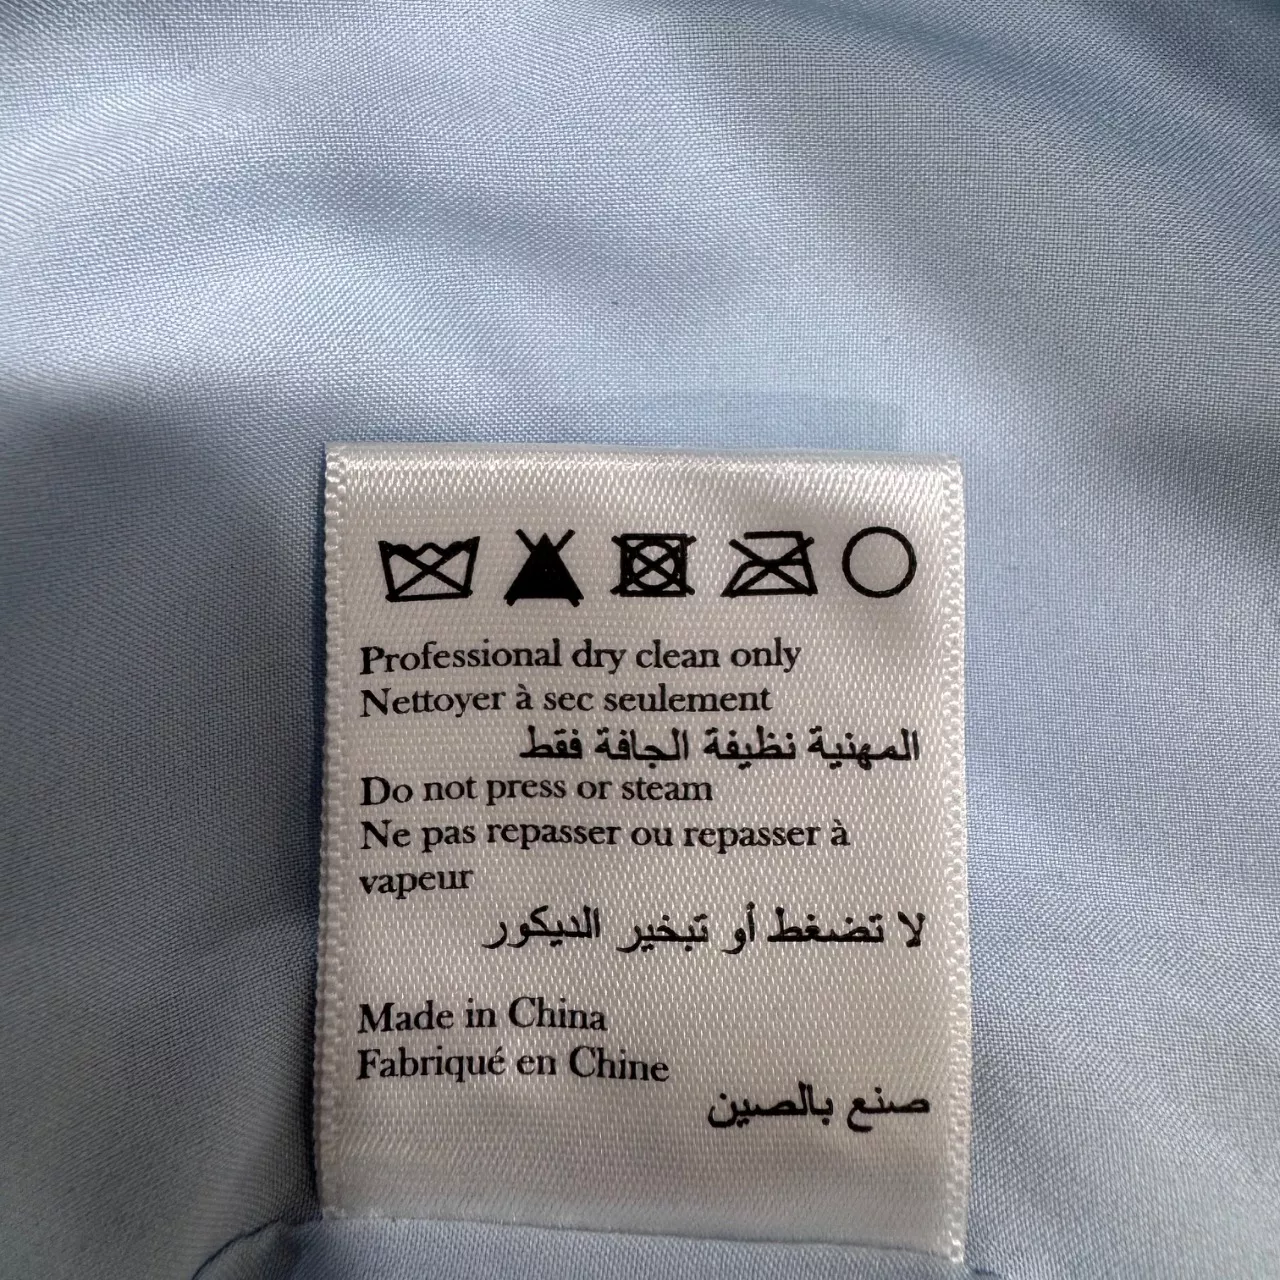 Professional dry clean only
Nettoyer à sec seulement
المهنية نظيفة الجافة فقط
Do not press or steam
Ne pas repasser ou repasser à
vapeur
لا تضغط أو تبخير الديكور
Made in China
Fabriqué en Chine
صنع بالصين